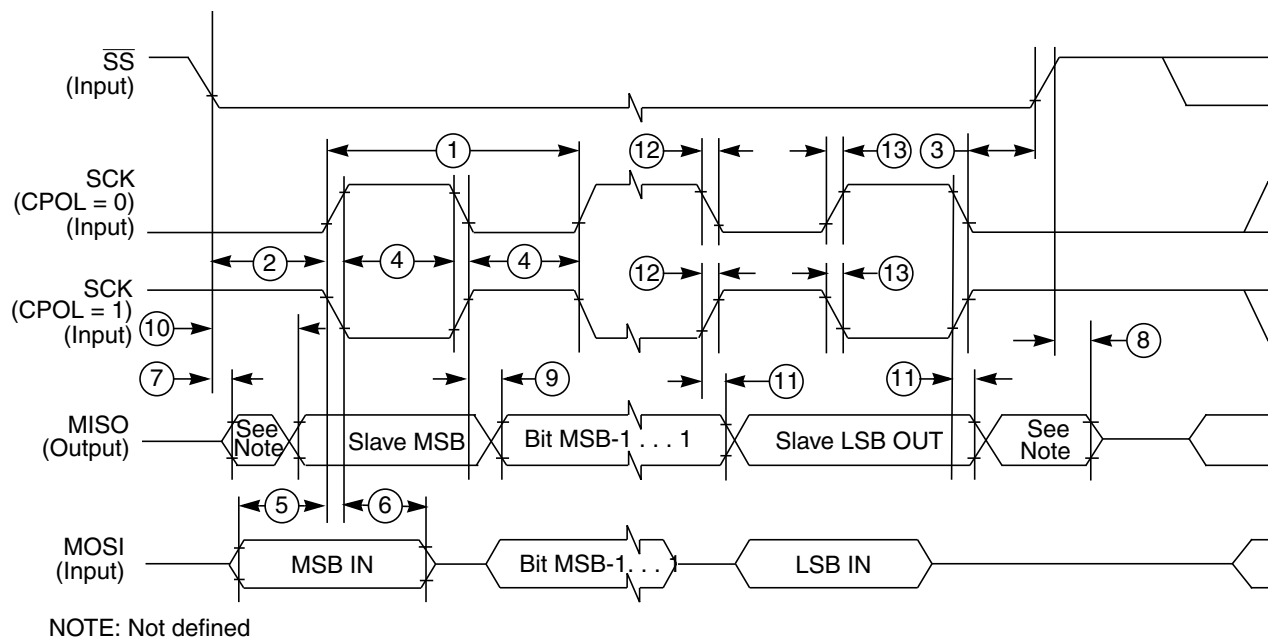 SS
(Input)
1
12
13
3
SCK
(CPOL = 0)
(Input)
2
4
4
12
13
SCK
(CPOL = 1)
(Input)
10
8
7
9
11
11
MISO
(Output)
See
Note
Slave MSB
Bit MSB-1 . . . 1
Slave LSB OUT
See
Note
5
6
MOSI
(Input)
MSB IN
Bit MSB-1. . . 1
LSB IN
NOTE: Not defined